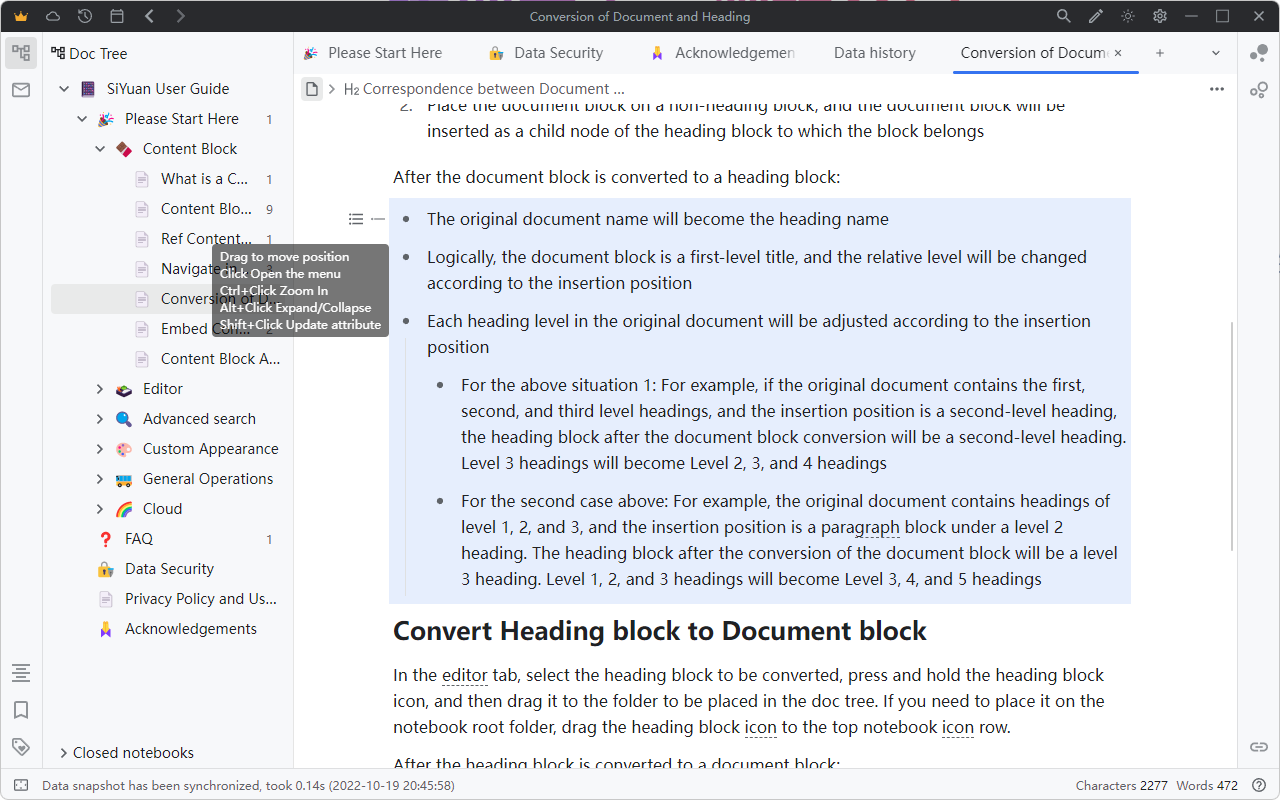 Conversion of Document and Heading
Doc Tree
SiYuan User Guide
Please Start Here 1
Content Block
What is a C... 1
Content Blo... 9
Ref Content... 1
Navigate
Conversion of D...
Embed Con... 2
Content Block A...
Editor
Advanced search
Custom Appearance
General Operations
Cloud
FAQ 1
Data Security
Privacy Policy and Us...
Acknowledgements
Closed notebooks
Drag to move position
Click Open the menu
Ctrl+Click Zoom In
Alt+Click Expand/Collapse
Shift+Click Update attribute
Please Start Here
Data Security
Acknowledgemen
Data history
Conversion of Docum
H2 Correspondence between Document ...
2. Place the document block on a non-heading block, and the document block will be
inserted as a child node of the heading block to which the block belongs
After the document block is converted to a heading block:
The original document name will become the heading name
Logically, the document block is a first-level title, and the relative level will be changed
according to the insertion position
Each heading level in the original document will be adjusted according to the insertion
position
For the above situation 1: For example, if the original document contains the first,
second, and third level headings, and the insertion position is a second-level heading,
the heading block after the document block conversion will be a second-level heading.
Level 3 headings will become Level 2, 3, and 4 headings
For the second case above: For example, the original document contains headings of
level 1, 2, and 3, and the insertion position is a paragraph block under a level 2
heading. The heading block after the conversion of the document block will be a level
3 heading. Level 1, 2, and 3 headings will become Level 3, 4, and 5 headings
Convert Heading block to Document block
In the editor tab, select the heading block to be converted, press and hold the heading block
icon, and then drag it to the folder to be placed in the doc tree. If you need to place it on the
notebook root folder, drag the heading block icon to the top notebook icon row.
After the heading block is converted to a document block:
Data snapshot has been synchronized, took 0.14s (2022-10-19 20:45:58)
Characters 2277 Words 472